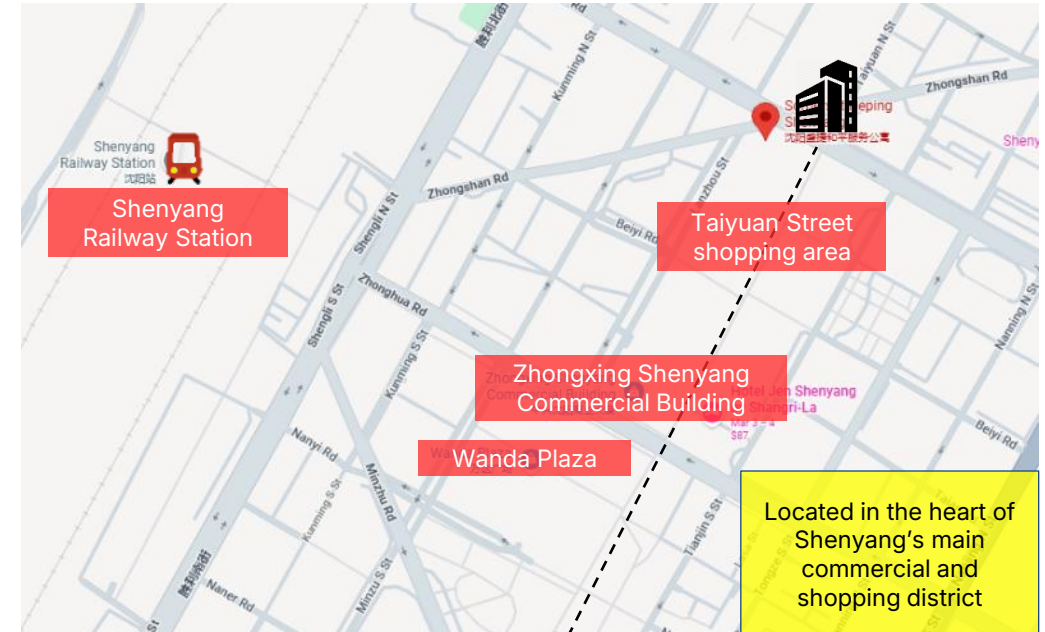 Kunming N St
Taiyuan N St
Zhongshan Rd
Shenyang
Railway Station
沈阳站
Shenyang
Railway Station
Zhongshan Rd
Shengli N St
Beiyi Rd
Taiyuan Street
shopping area
Nanning N St
Zhonghua Rd
Shengli S St
Kunming S St
Zhongxing Shenyang
Commercial Building
Hotel Jen Shenyang
Shangri-La
$87
Beiyi Rd
Wanda Plaza
Nanyi Rd
Minzhu Rd
Kunming S St
Tianjin S St
Located in the heart of
Shenyang’s main
commercial and
shopping district
Minzu S St
Naner Rd
St